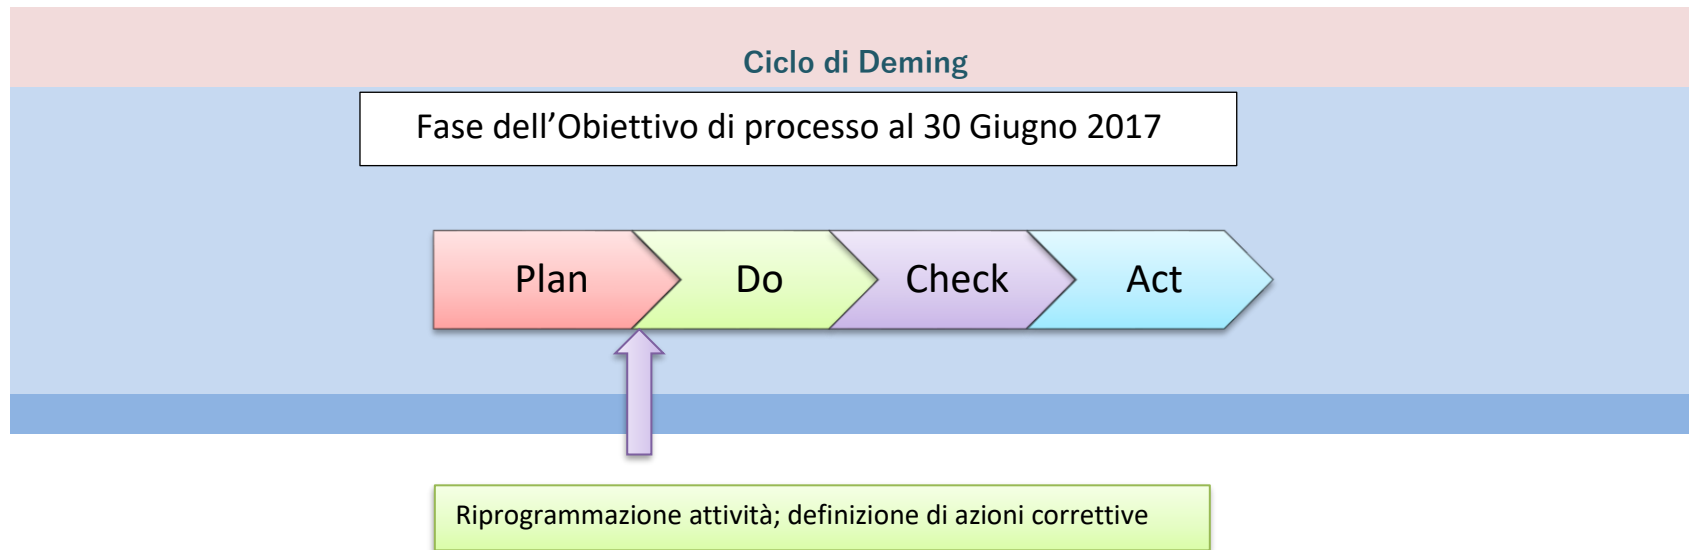 Ciclo di Deming
Fase dell’Obiettivo di processo al 30 Giugno 2017
Plan
Do
Check
Act
Riprogrammazione attività; definizione di azioni correttive